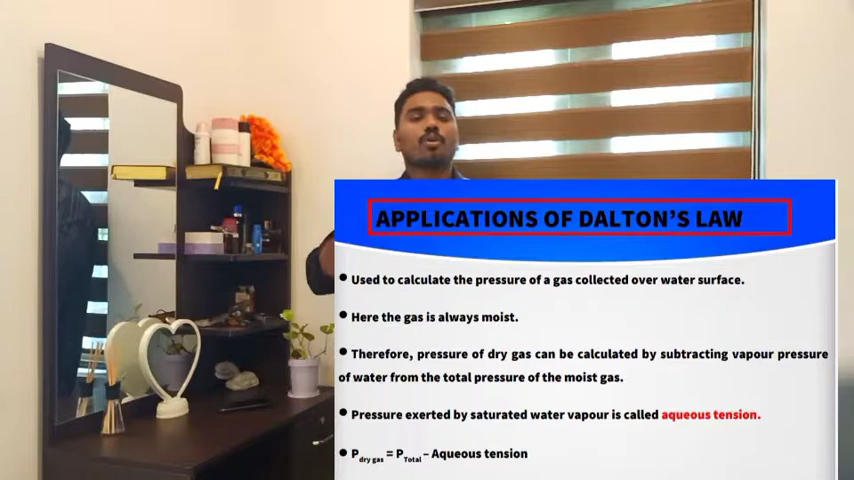 APPLICATIONS OF DALTON'S LAW
● Used to calculate the pressure of a gas collected over water surface.
● Here the gas is always moist.
● Therefore, pressure of dry gas can be calculated by subtracting vapour pressure
of water from the total pressure of the moist gas.
● Pressure exerted by saturated water vapour is called aqueous tension.
● P dry gas = P Total – Aqueous tension